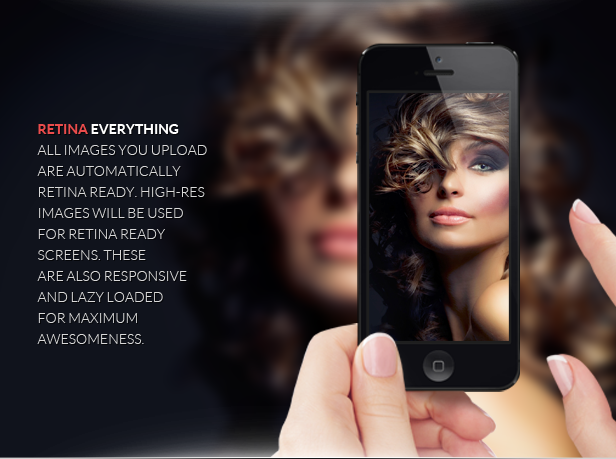 RETINA EVERYTHING
ALL IMAGES YOU UPLOAD
ARE AUTOMATICALLY
RETINA READY. HIGH-RES
IMAGES WILL BE USED
FOR RETINA READY
SCREENS. THESE
ARE ALSO RESPONSIVE
AND LAZY LOADED
FOR MAXIMUM
AWESOMENESS.